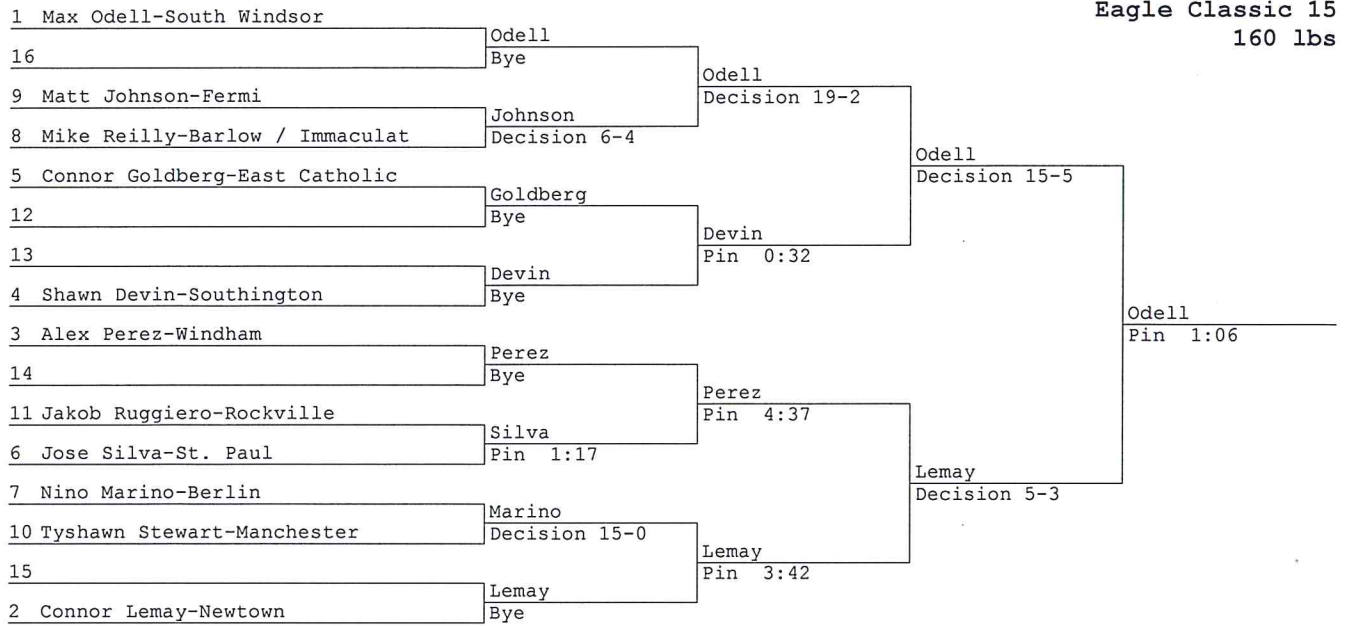 Eagle Classic 15
160 lbs
1 Max Odell-South Windsor
16
9 Matt Johnson-Fermi
8 Mike Reilly-Barlow / Immaculat
5 Connor Goldberg-East Catholic
12
13
4 Shawn Devin-Southington
3 Alex Perez-Windham
14
11 Jakob Ruggiero-Rockville
6 Jose Silva-St. Paul
7 Nino Marino-Berlin
10 Tyshawn Stewart-Manchester
15
2 Connor Lemay-Newtown
Odell
Bye
Johnson
Decision 6-4
Goldberg
Bye
Devin
Bye
Perez
Bye
Silva
Pin 1:17
Marino
Decision 15-0
Lemay
Bye
Odell
Decision 19-2
Devin
Pin 0:32
Perez
Pin 4:37
Lemay
Pin 3:42
Odell
Decision 15-5
Lemay
Decision 5-3
Odell
Pin 1:06